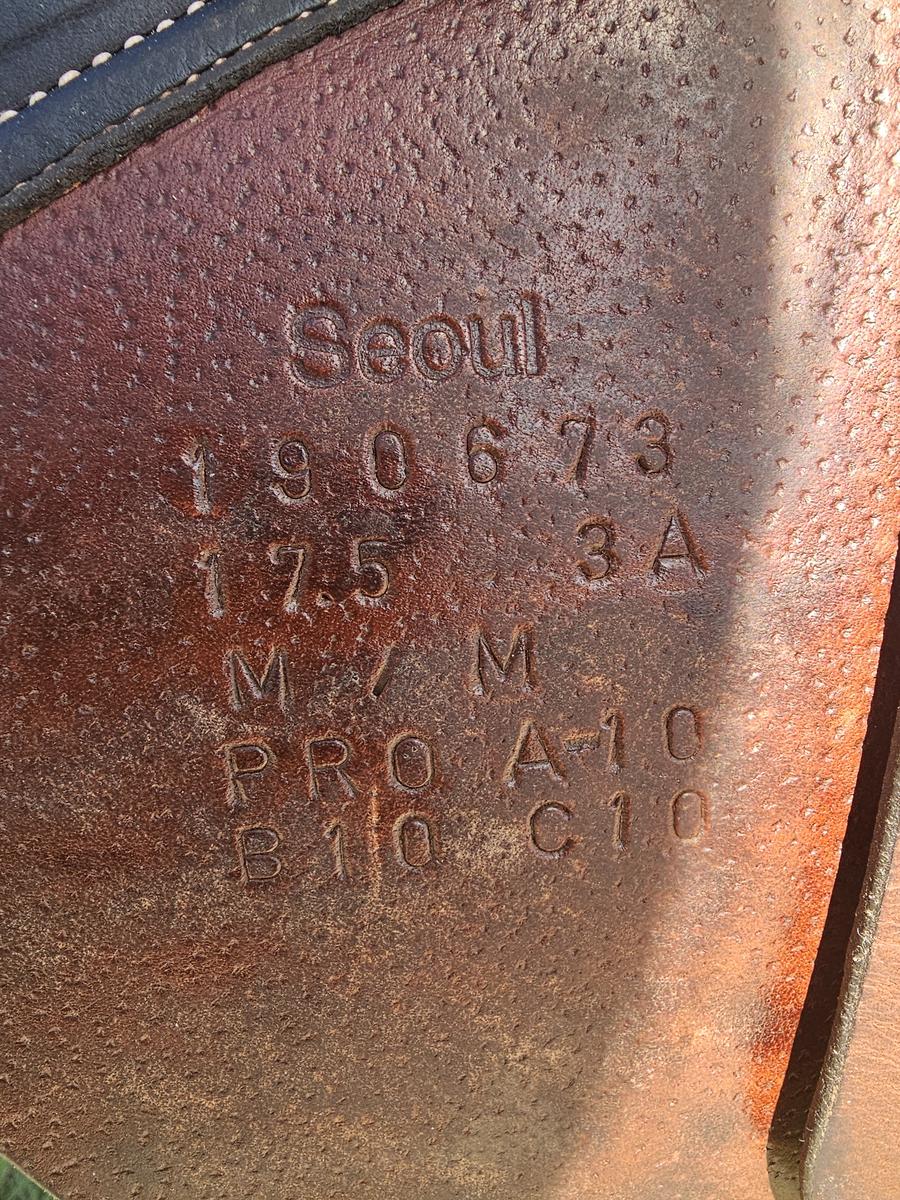 Seoul
190673
17.5 3A
M / M
PRO A-10
B10 C10